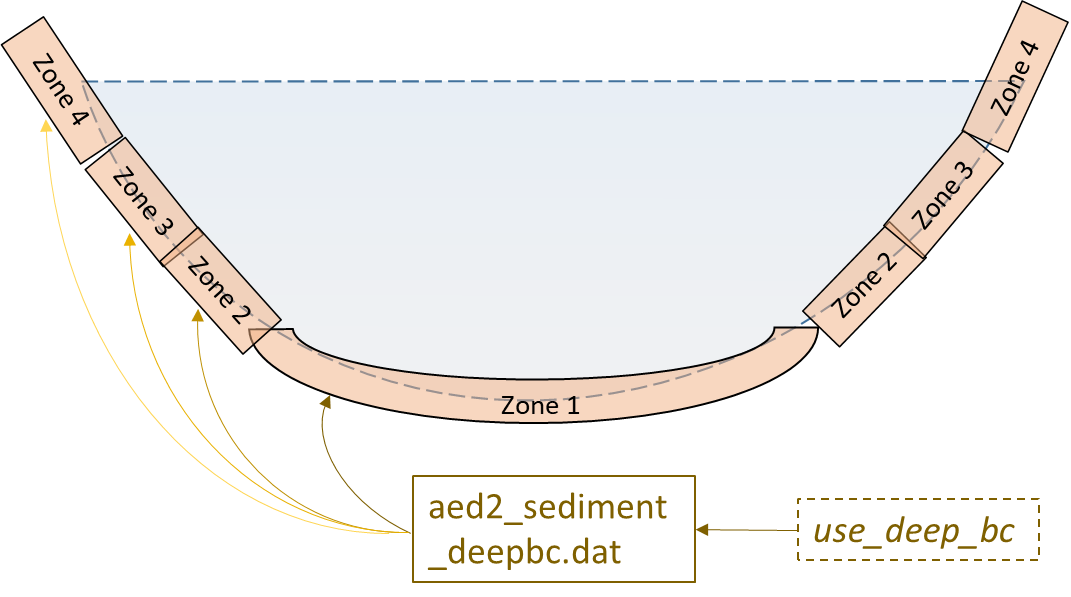 Zone 4
Zone 4
Zone 3
Zone 3
Zone 2
Zone 2
Zone 1
aed2_sediment
_deepbc.dat
use_deep_bc